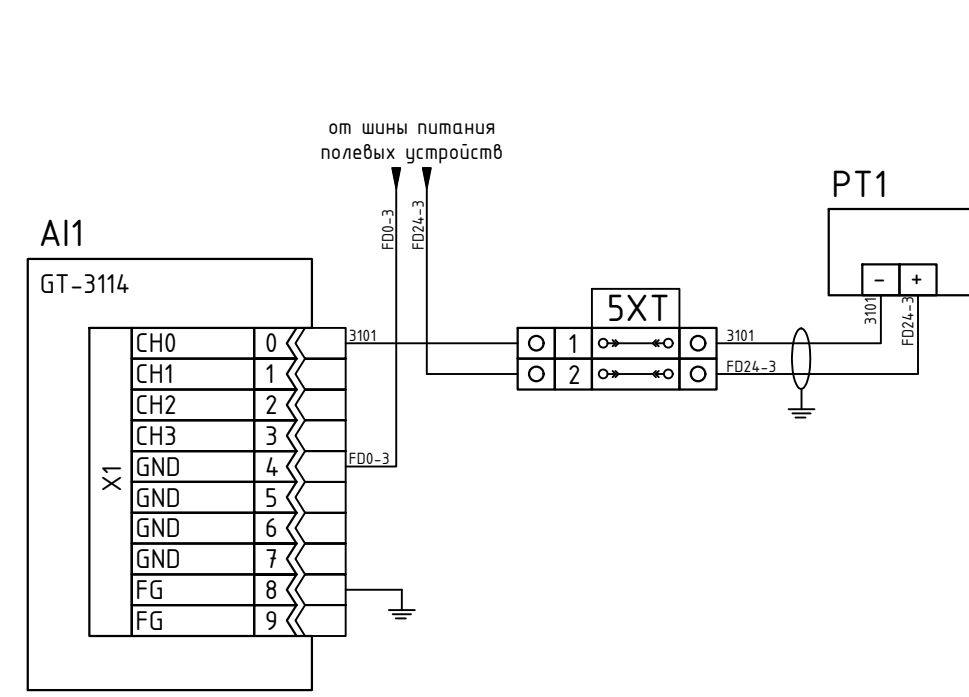 от шины питания
полевых устройств
FD0-3
FD24-3
PT1
- +
3101
FD24-3
AI1
GT-3114
X1
CH0 0 3101
CH1 1
CH2 2
CH3 3
GND 4 FD0-3
GND 5
GND 6
GND 7
FG 8
FG 9
5XT
1 3101
2 FD24-3